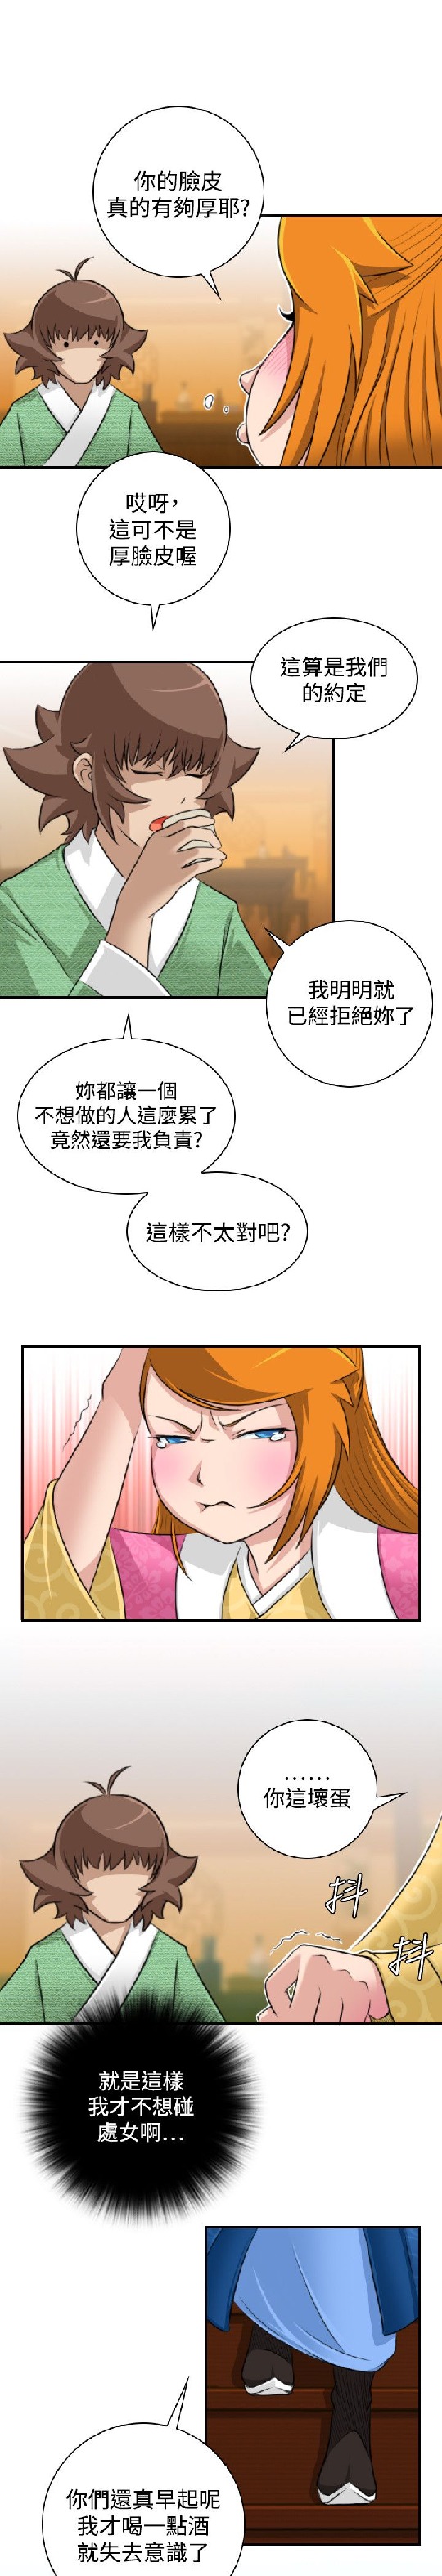 你的臉皮
真的有夠厚耶?
哎呀,
這可不是
厚臉皮喔
這算是我們
的約定
我明明就
已經拒絕妳了
妳都讓一個
不想做的人這麼累了
竟然還要我負責?
這樣不太對吧?
......
你這壞蛋
抖
抖
就是這樣
我才不想碰
處女啊...
你們還真早起呢
我才喝一點酒
就失去意識了